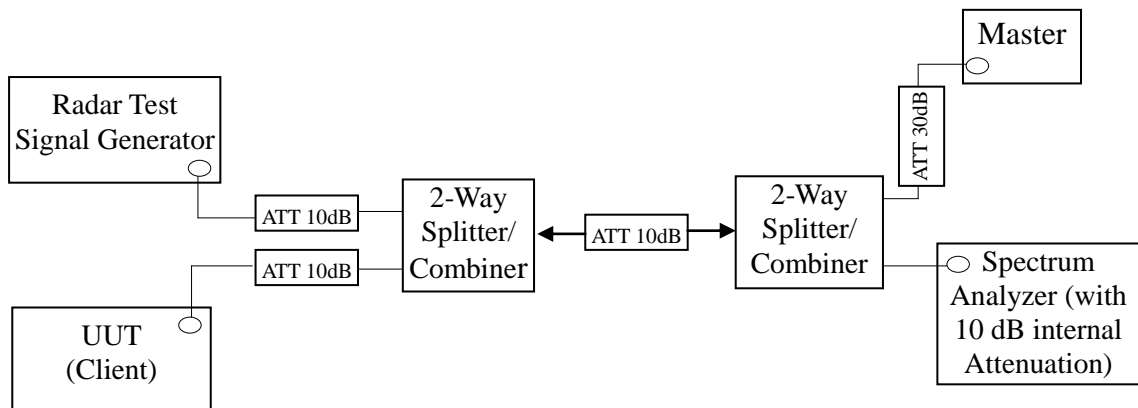 Radar Test
Signal Generator
ATT 10dB
ATT 10dB
UUT
(Client)
2-Way
Splitter/
Combiner
ATT 10dB
2-Way
Splitter/
Combiner
Master
ATT 30dB
Spectrum
Analyzer (with
10 dB internal
Attenuation)